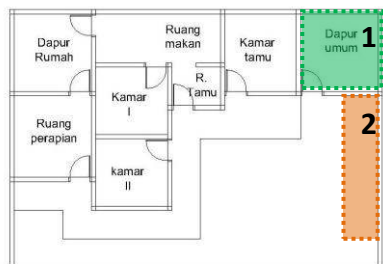 Dapur
Rumah
Ruang
makan
Kamar
tamu
1
Dapur
umum
Kamar
I
R.
Tamu
Ruang
perapian
2
kamar
II